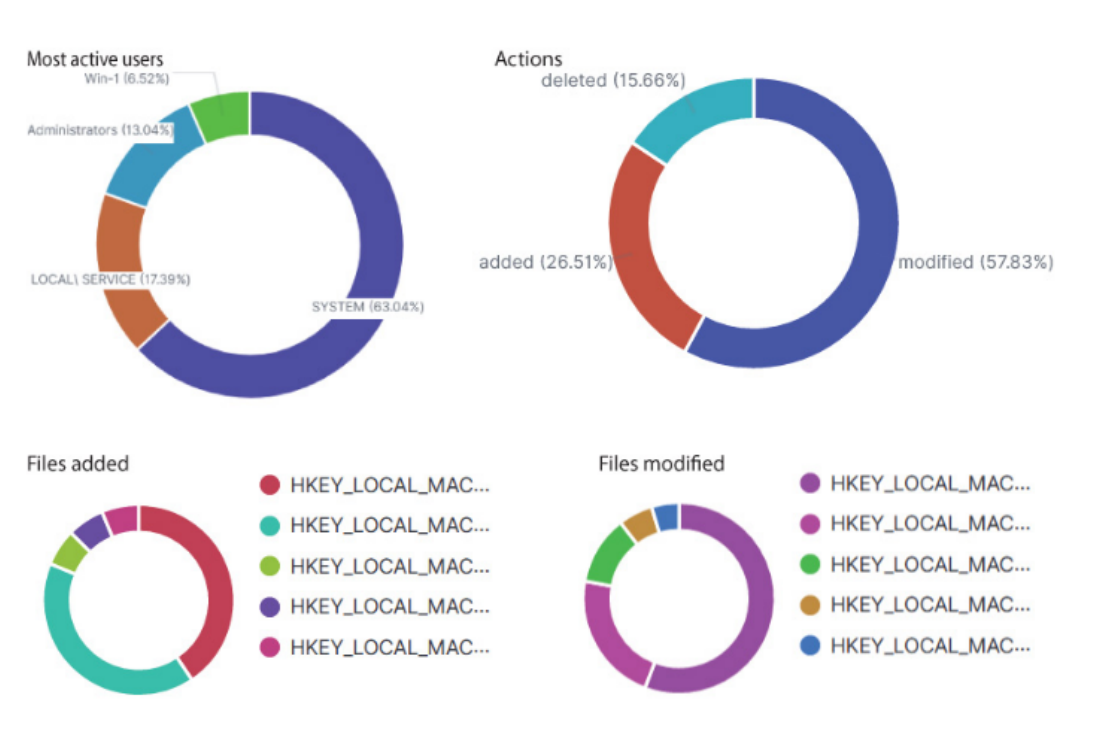 Most active users
Win-1 (6.52%)
Administrators (13.04%)
LOCAL\ SERVICE (17.39%)
SYSTEM (63.04%)
Actions
deleted (15.66%)
added (26.51%)
modified (57.83%)
Files added
HKEY_LOCAL_MAC...
HKEY_LOCAL_MAC...
HKEY_LOCAL_MAC...
HKEY_LOCAL_MAC...
HKEY_LOCAL_MAC...
Files modified
HKEY_LOCAL_MAC...
HKEY_LOCAL_MAC...
HKEY_LOCAL_MAC...
HKEY_LOCAL_MAC...
HKEY_LOCAL_MAC...